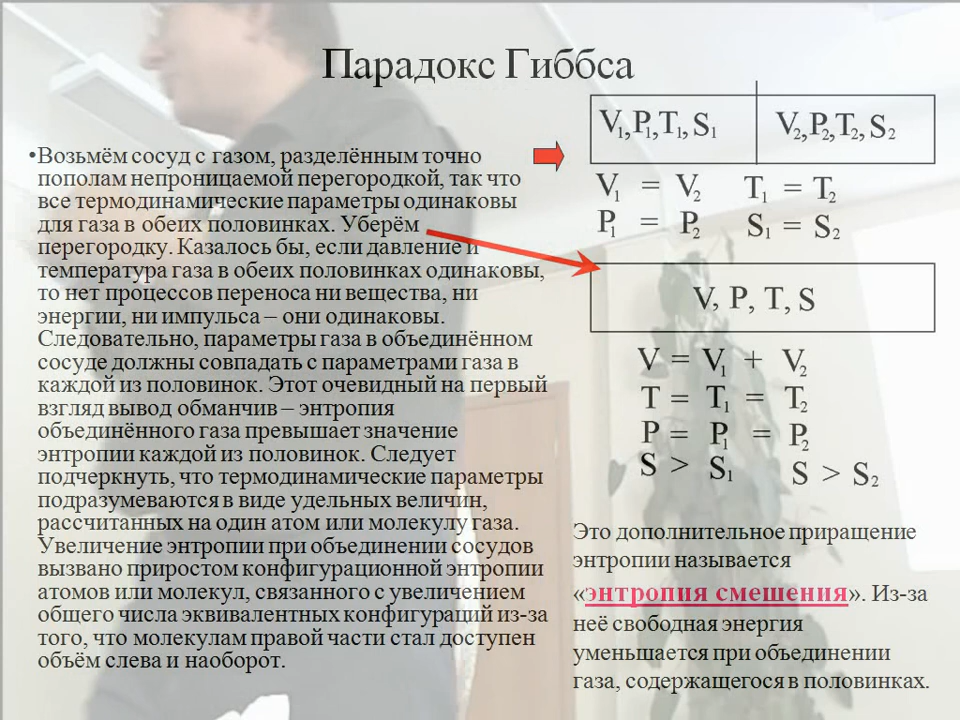 Парадокс Гиббса
•Возьмём сосуд с газом, разделённым точно
пополам непроницаемой перегородкой, так что
все термодинамические параметры одинаковы
для газа в обеих половинках. Уберём
перегородку. Казалось бы, если давление и
температура газа в обеих половинках одинаковы,
то нет процессов переноса ни вещества, ни
энергии, ни импульса – они одинаковы.
Следовательно, параметры газа в объединённом
сосуде должны совпадать с параметрами газа в
каждой из половинок. Этот очевидный на первый
взгляд вывод обманчив – энтропия
объединённого газа превышает значение
энтропии каждой из половинок. Следует
подчеркнуть, что термодинамические параметры
подразумеваются в виде удельных величин,
рассчитанных на один атом или молекулу газа.
Увеличение энтропии при объединении сосудов
вызвано приростом конфигурационной энтропии
атомов или молекул, связанного с увеличением
общего числа эквивалентных конфигураций из-за
того, что молекулам правой части стал доступен
объём слева и наоборот.
V₁,P₁,T₁,S₁ V₂,P₂,T₂,S₂
V₁ = V₂ T₁ = T₂
P₁ = P₂ S₁ = S₂
V, P, T, S
V = V₁ + V₂
T = T₁ = T₂
P = P₁ = P₂
S > S₁ S > S₂
Это дополнительное приращение
энтропии называется
«энтропия смешения». Из-за
неё свободная энергия
уменьшается при объединении
газа, содержащегося в половинках.